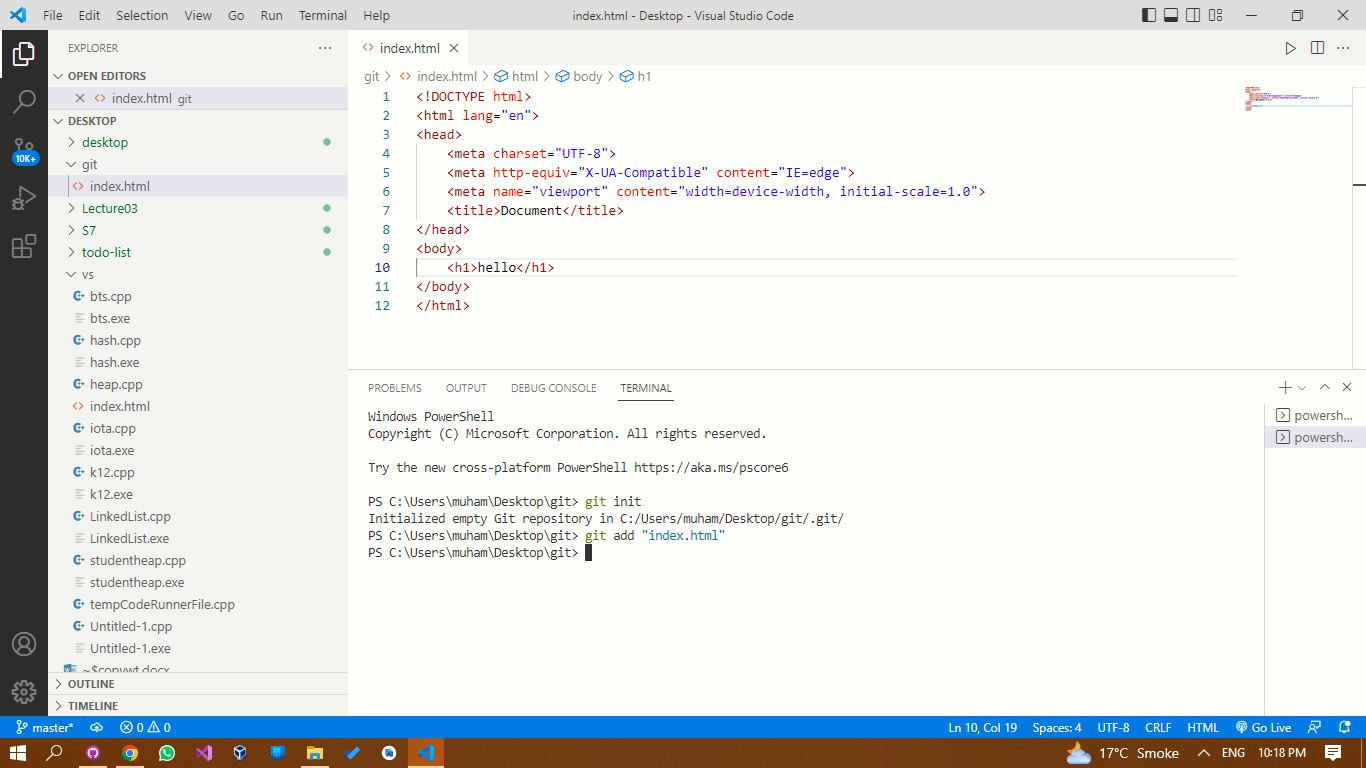 File Edit Selection View Go Run Terminal Help
index.html - Desktop - Visual Studio Code
EXPLORER
OPEN EDITORS
index.html git
DESKTOP
desktop
git
index.html
Lecture03
S7
todo-list
vs
bts.cpp
bts.exe
hash.cpp
hash.exe
heap.cpp
index.html
iota.cpp
iota.exe
k12.cpp
k12.exe
LinkedList.cpp
LinkedList.exe
studentheap.cpp
studentheap.exe
tempCodeRunnerFile.cpp
Untitled-1.cpp
Untitled-1.exe
~$copywt.docx
OUTLINE
TIMELINE
10K+
index.html
git > index.html > html > body > h1
1 <!DOCTYPE html>
2 <html lang="en">
3 <head>
4 <meta charset="UTF-8">
5 <meta http-equiv="X-UA-Compatible" content="IE=edge">
6 <meta name="viewport" content="width=device-width, initial-scale=1.0">
7 <title>Document</title>
8 </head>
9 <body>
10 <h1>hello</h1>
11 </body>
12 </html>
PROBLEMS OUTPUT DEBUG CONSOLE TERMINAL
Windows PowerShell
Copyright (C) Microsoft Corporation. All rights reserved.
Try the new cross-platform PowerShell https://aka.ms/pscore6
PS C:\Users\muham\Desktop\git> git init
Initialized empty Git repository in C:/Users/muham/Desktop/git/.git/
PS C:\Users\muham\Desktop\git> git add "index.html"
PS C:\Users\muham\Desktop\git>
powersh...
powersh...
master* 0 0 Ln 10, Col 19 Spaces: 4 UTF-8 CRLF HTML Go Live
17°C Smoke ENG 10:18 PM